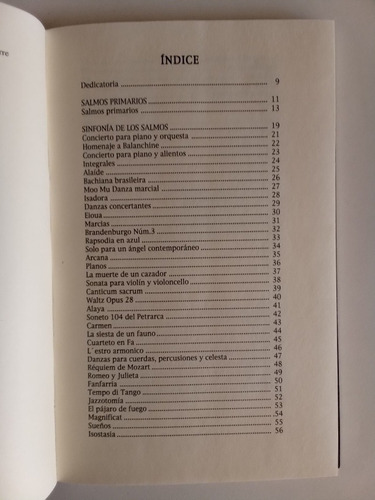 ÍNDICE
Dedicatoria 9
SALMOS PRIMARIOS 11
Salmos primarios 13
SINFONÍA DE LOS SALMOS 19
Concierto para piano y orquesta 21
Homenaje a Balanchine 22
Concierto para piano y alientos 23
Integrales 24
Alaíde 25
Bachiana brasileira 26
Moo Mu Danza marcial 27
Isadora 28
Danzas concertantes 29
Eioua 30
Marcias 31
Brandenburgo Núm.3 32
Rapsodia en azul 33
Solo para un ángel contemporáneo 34
Arcana 35
Planos 36
La muerte de un cazador 37
Sonata para violín y violoncello 38
Canticum sacrum 39
Waltz Opus 28 40
Alaya 41
Soneto 104 del Petrarca 42
Carmen 43
La siesta de un fauno 44
Cuarteto en Fa 45
L´estro armonico 46
Danzas para cuerdas, percusiones y celesta 47
Réquiem de Mozart 48
Romeo y Julieta 49
Fanfarria 50
Tempo di Tango 51
Jazzotomía 52
El pájaro de fuego 53
Magnificat 54
Sueños 55
Isostasia 56